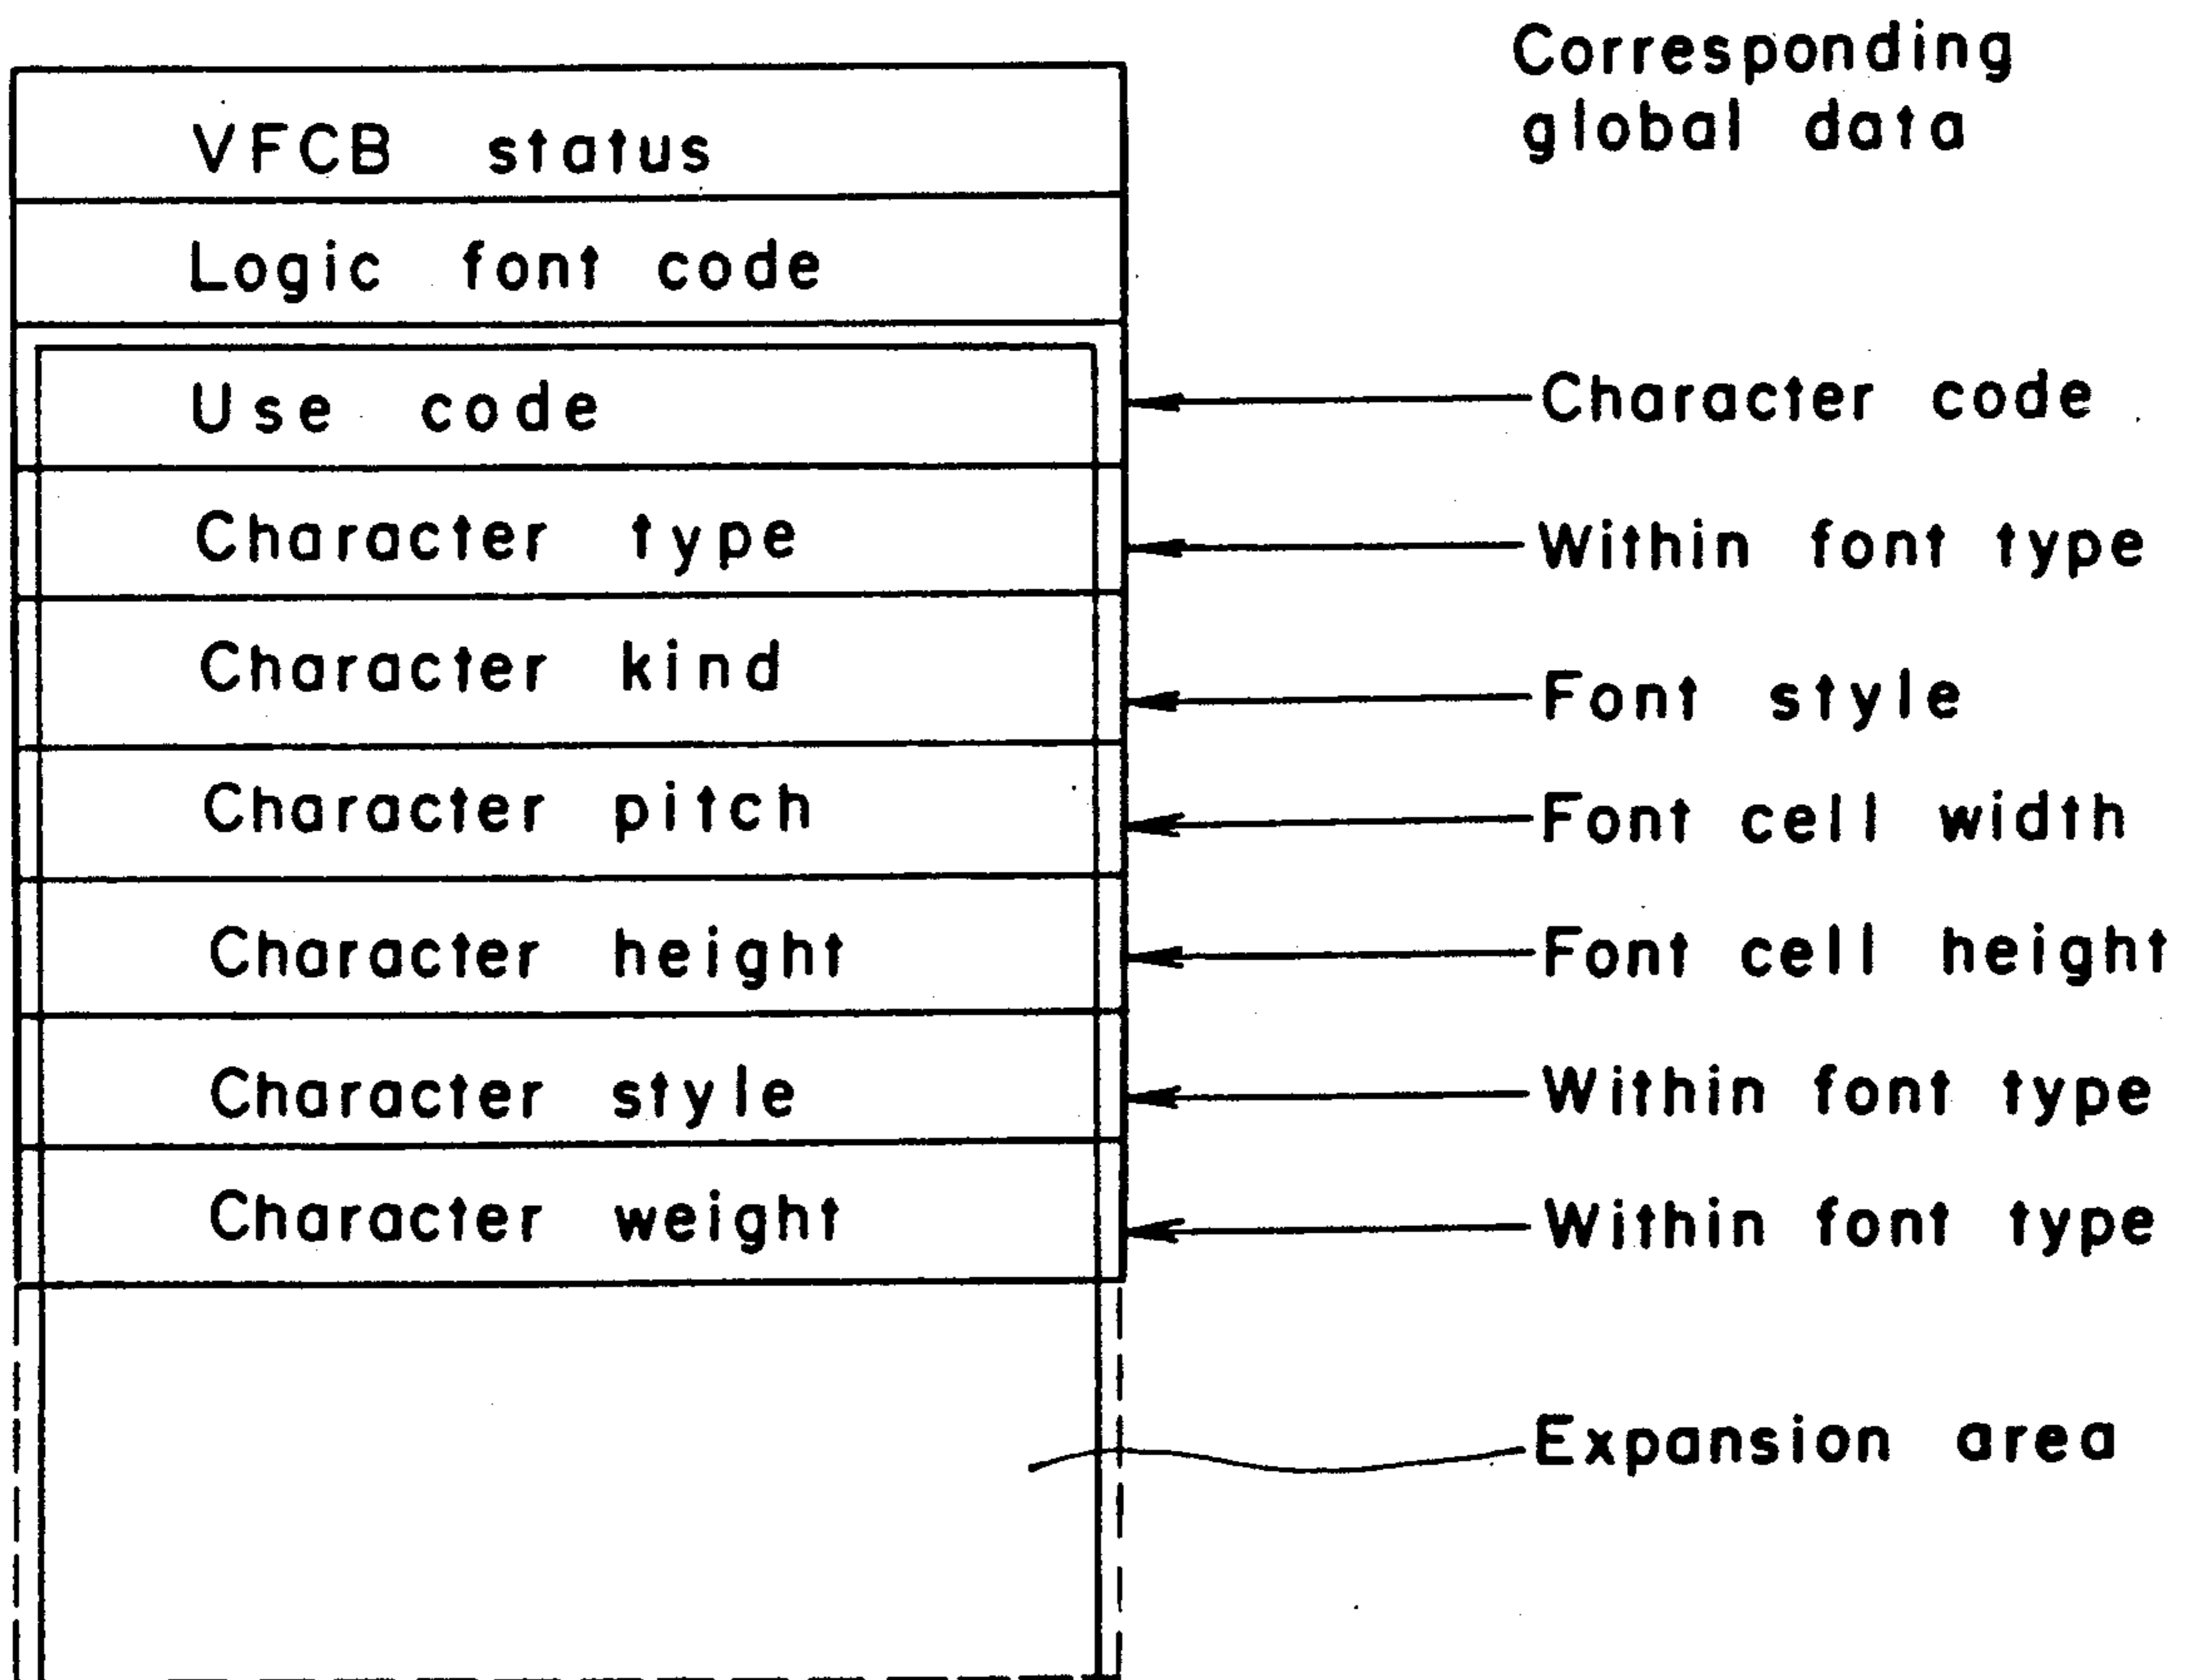 Corresponding
global data
VFCB status
Logic font code
Use code
Character code
Character type
Within font type
Character kind
Font style
Character pitch
Font cell width
Character height
Font cell height
Character style
Within font type
Character weight
Within font type
Expansion area